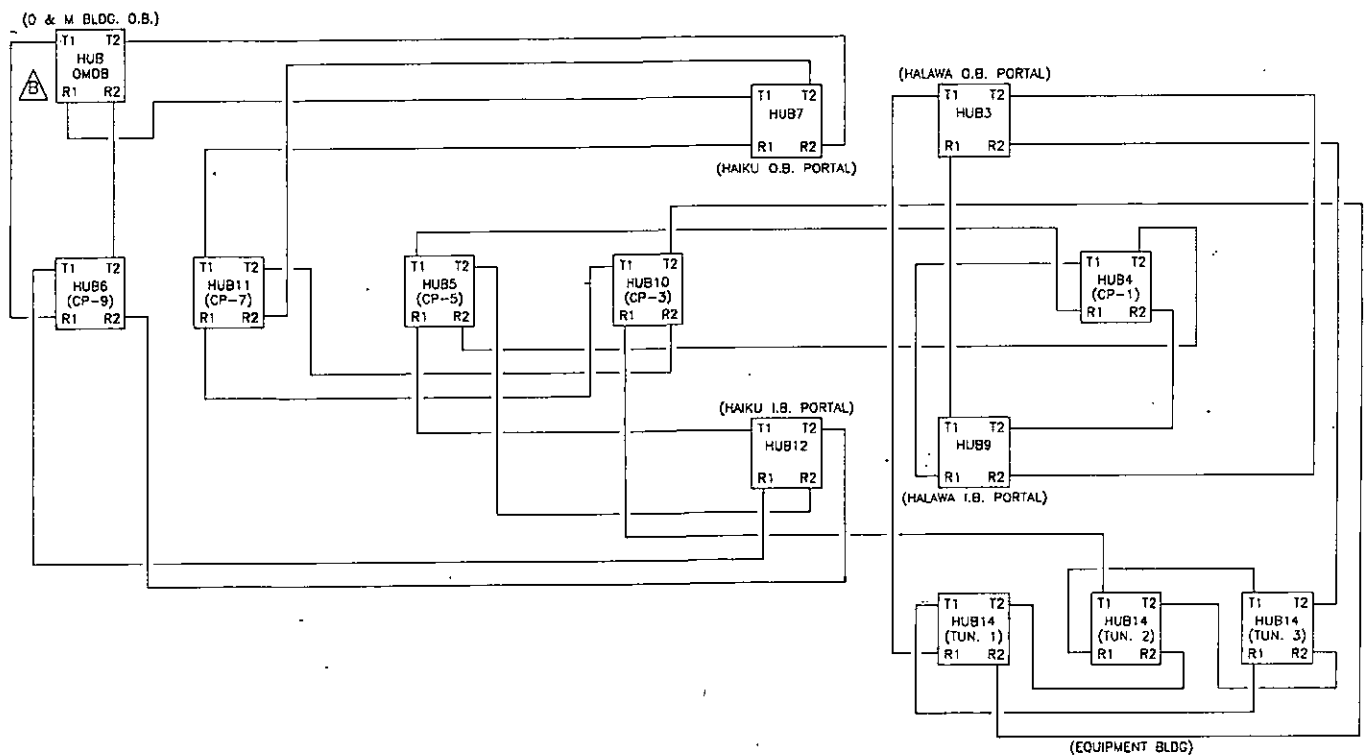 (O & M BLDG. O.B.)
T1 T2
HUB
OMOB
R1 R2
B
(HALAWA O.B. PORTAL)
T1 T2
HUB7
R1 R2
(HAIKU O.B. PORTAL)
T1 T2
HUB3
R1 R2
T1 T2
HUB6
(CP-9)
R1 R2
T1 T2
HUB11
(CP-7)
R1 R2
T1 T2
HUB5
(CP-5)
R1 R2
T1 T2
HUB10
(CP-3)
R1 R2
T1 T2
HUB4
(CP-1)
R1 R2
(HAIKU I.B. PORTAL)
T1 T2
HUB12
R1 R2
T1 T2
HUB9
R1 R2
(HALAWA I.B. PORTAL)
T1 T2
HUB14
(TUN. 1)
R1 R2
T1 T2
HUB14
(TUN. 2)
R1 R2
T1 T2
HUB14
(TUN. 3)
R1 R2
(EQUIPMENT BLDG)